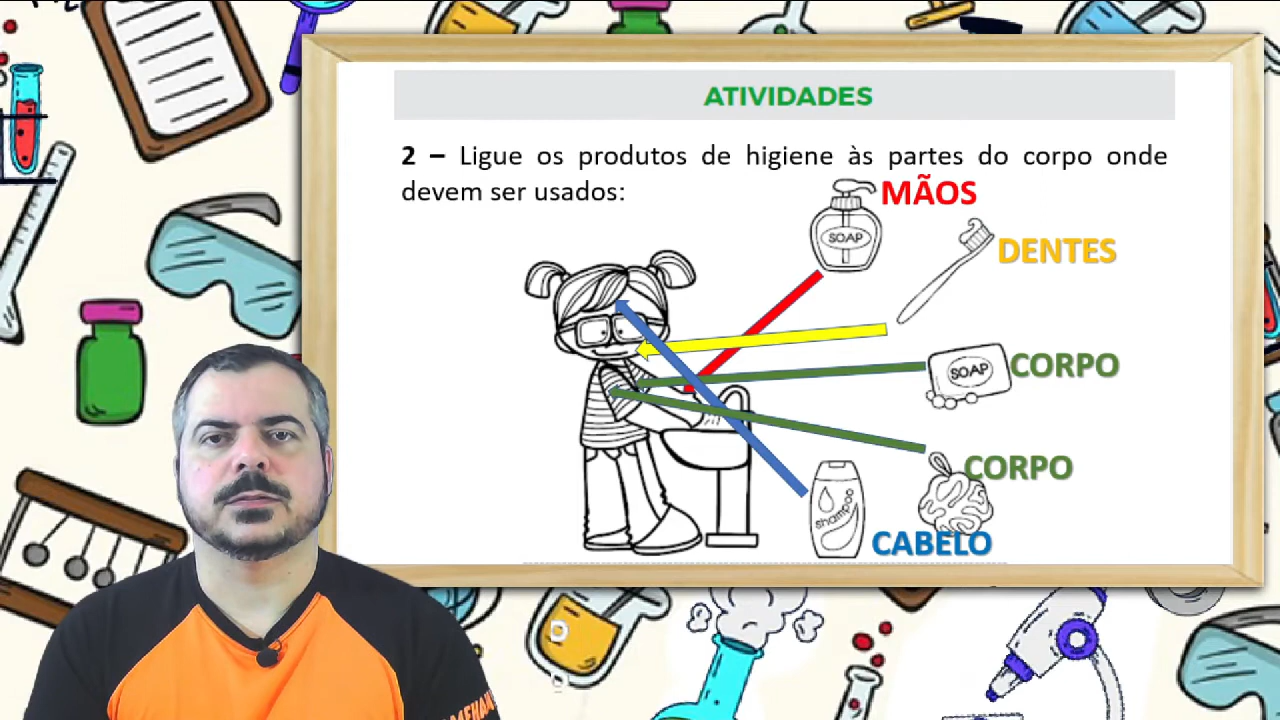 ATIVIDADES
2 – Ligue os produtos de higiene às partes do corpo onde
devem ser usados:
MÃOS
SOAP
DENTES
SOAP
CORPO
CORPO
shampoo
CABELO